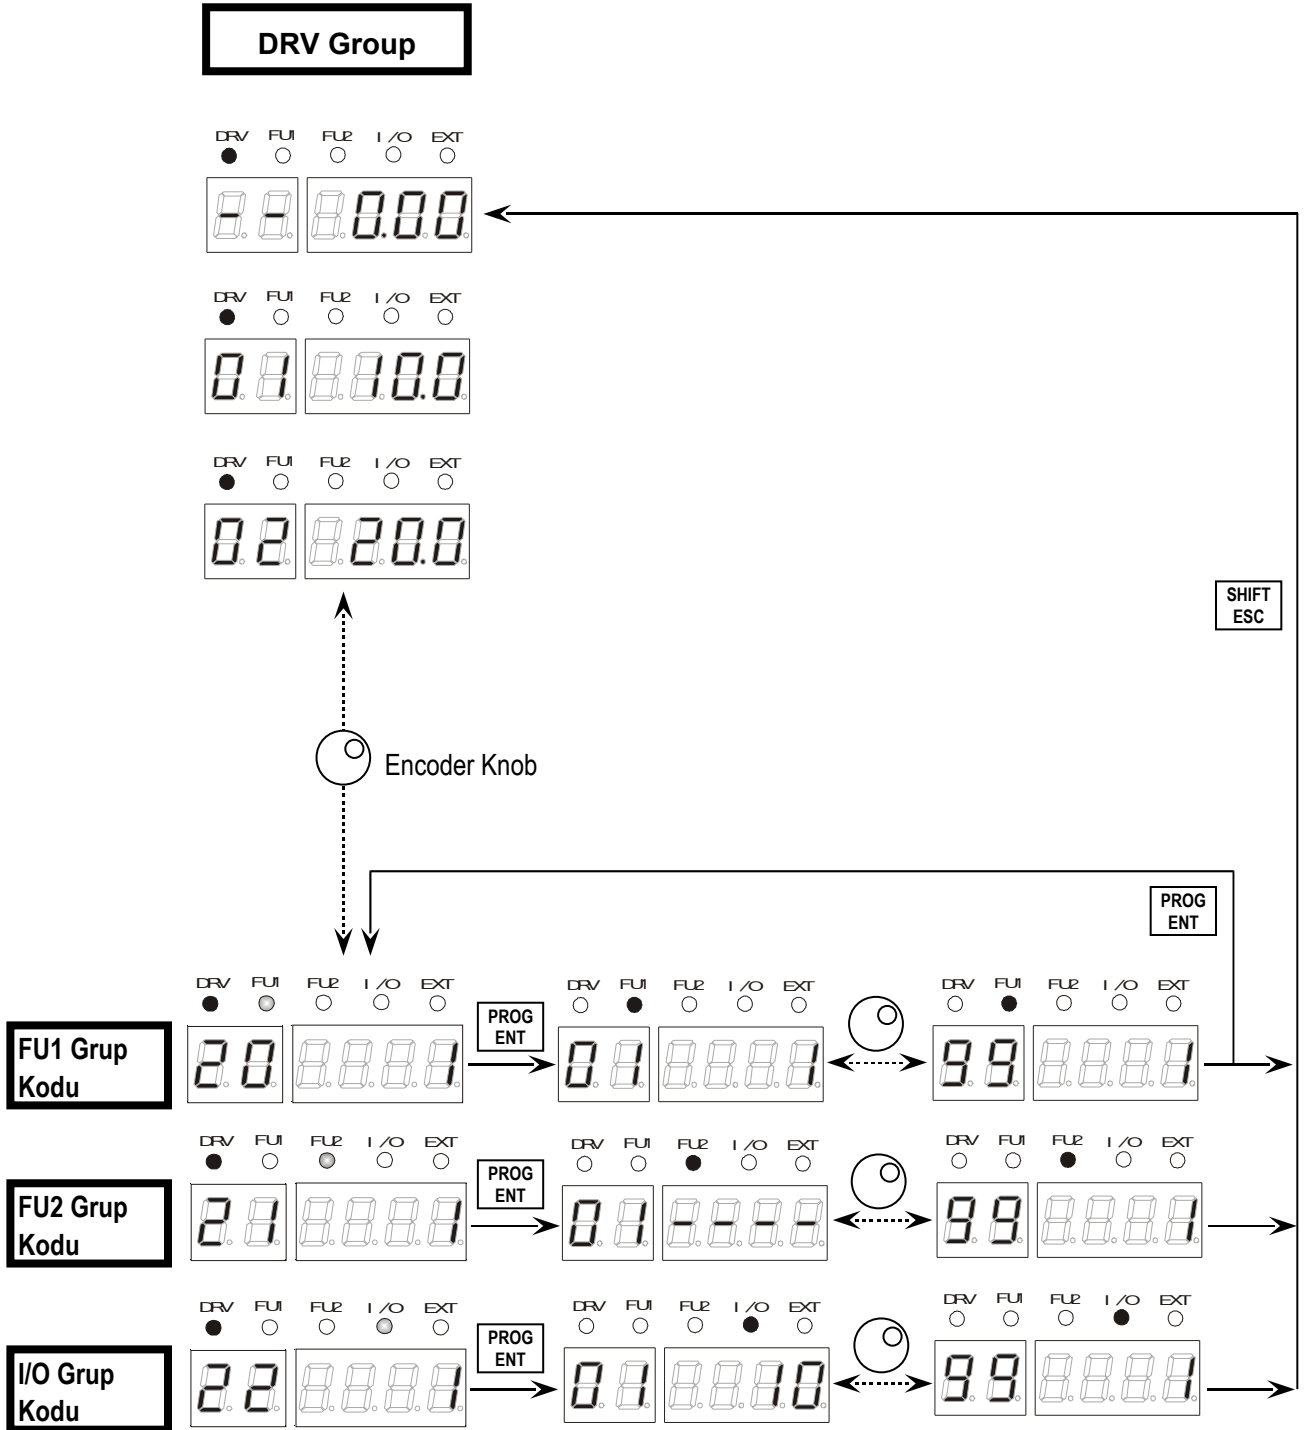 DRV Group
DRV FU1 FU2 I/O EXT
- - 0.00
DRV FU1 FU2 I/O EXT
01 10.0
DRV FU1 FU2 I/O EXT
02 20.0
SHIFT
ESC
Encoder Knob
PROG
ENT
FU1 Grup
Kodu
DRV FU1 FU2 I/O EXT
20 1
PROG
ENT
DRV FU1 FU2 I/O EXT
01 1
DRV FU1 FU2 I/O EXT
99 1
FU2 Grup
Kodu
DRV FU1 FU2 I/O EXT
21 1
PROG
ENT
DRV FU1 FU2 I/O EXT
01 - - - -
DRV FU1 FU2 I/O EXT
99 1
I/O Grup
Kodu
DRV FU1 FU2 I/O EXT
22 1
PROG
ENT
DRV FU1 FU2 I/O EXT
01 10
DRV FU1 FU2 I/O EXT
99 1